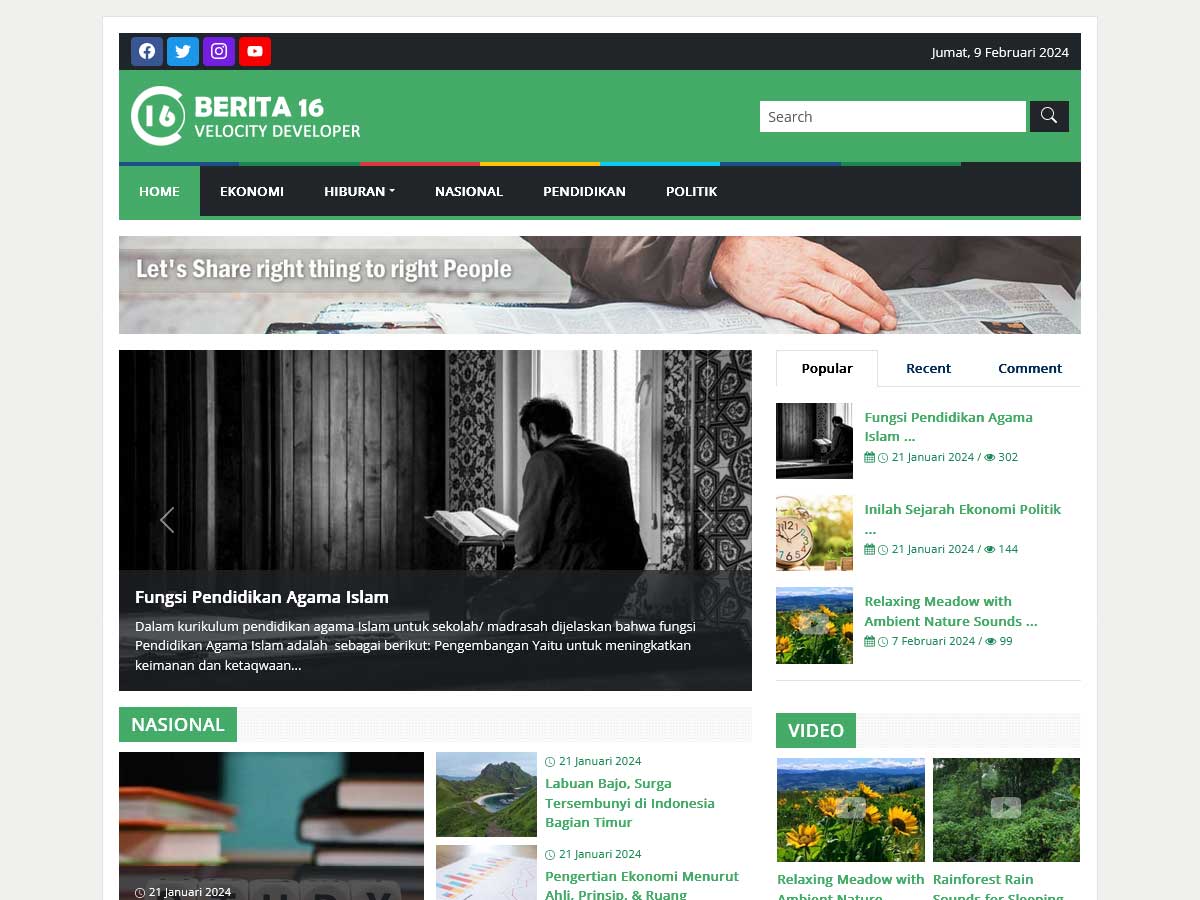 Jumat, 9 Februari 2024
16 BERITA 16
VELOCITY DEVELOPER
Search
HOME EKONOMI HIBURAN NASIONAL PENDIDIKAN POLITIK
Let's Share right thing to right People
Popular Recent Comment
Fungsi Pendidikan Agama
Islam ...
21 Januari 2024 / 302
Inilah Sejarah Ekonomi Politik
...
21 Januari 2024 / 144
Relaxing Meadow with
Ambient Nature Sounds ...
7 Februari 2024 / 99
Fungsi Pendidikan Agama Islam
Dalam kurikulum pendidikan agama Islam untuk sekolah/ madrasah dijelaskan bahwa fungsi
Pendidikan Agama Islam adalah  sebagai berikut: Pengembangan Yaitu untuk meningkatkan
keimanan dan ketaqwaan...
NASIONAL
21 Januari 2024
21 Januari 2024
Labuan Bajo, Surga
Tersembunyi di Indonesia
Bagian Timur
21 Januari 2024
Pengertian Ekonomi Menurut
Ahli, Prinsip, & Ruang
VIDEO
Relaxing Meadow with
Ambient Nature
Rainforest Rain
Sounds for Sleeping